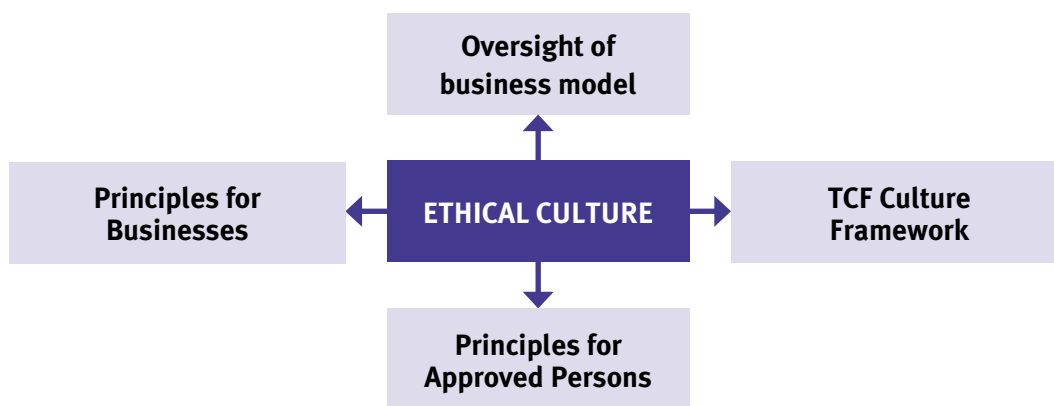 Oversight of
business model
Principles for
Businesses
ETHICAL CULTURE
TCF Culture
Framework
Principles for
Approved Persons